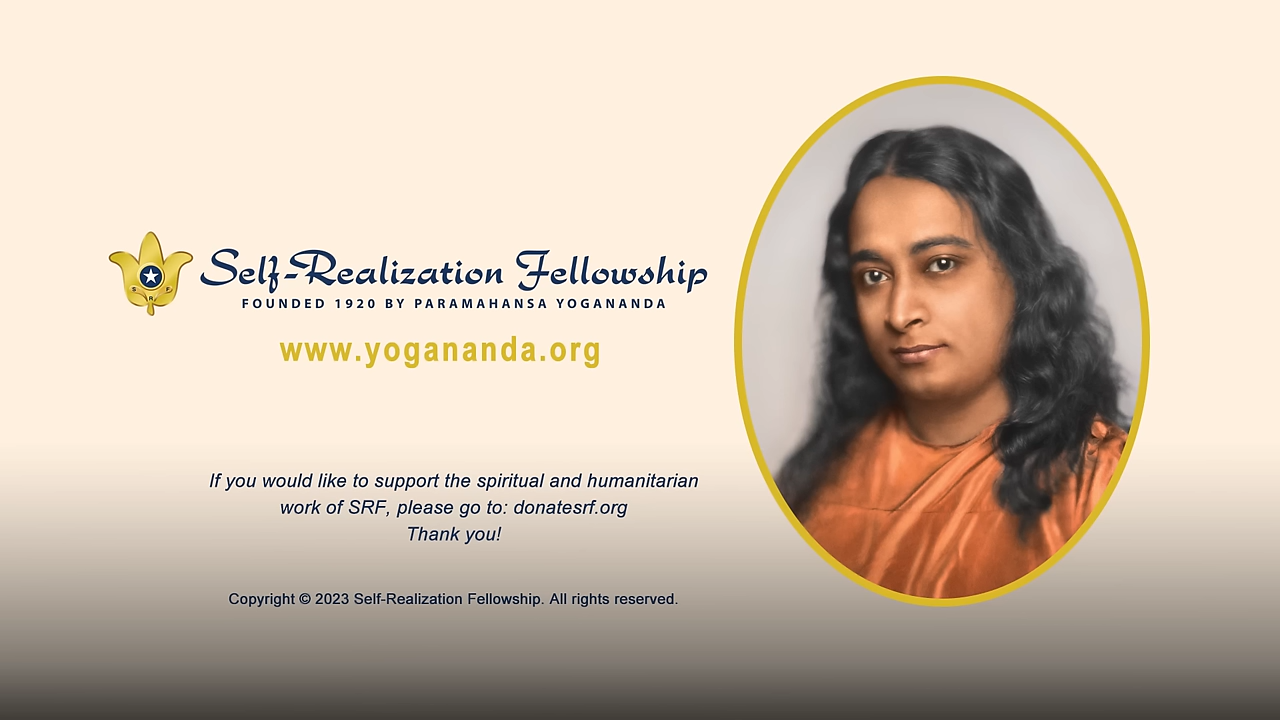 S R F
Self-Realization Fellowship
FOUNDED 1920 BY PARAMAHANSA YOGANANDA
www.yogananda.org
If you would like to support the spiritual and humanitarian
work of SRF, please go to: donatesrf.org
Thank you!
Copyright © 2023 Self-Realization Fellowship. All rights reserved.